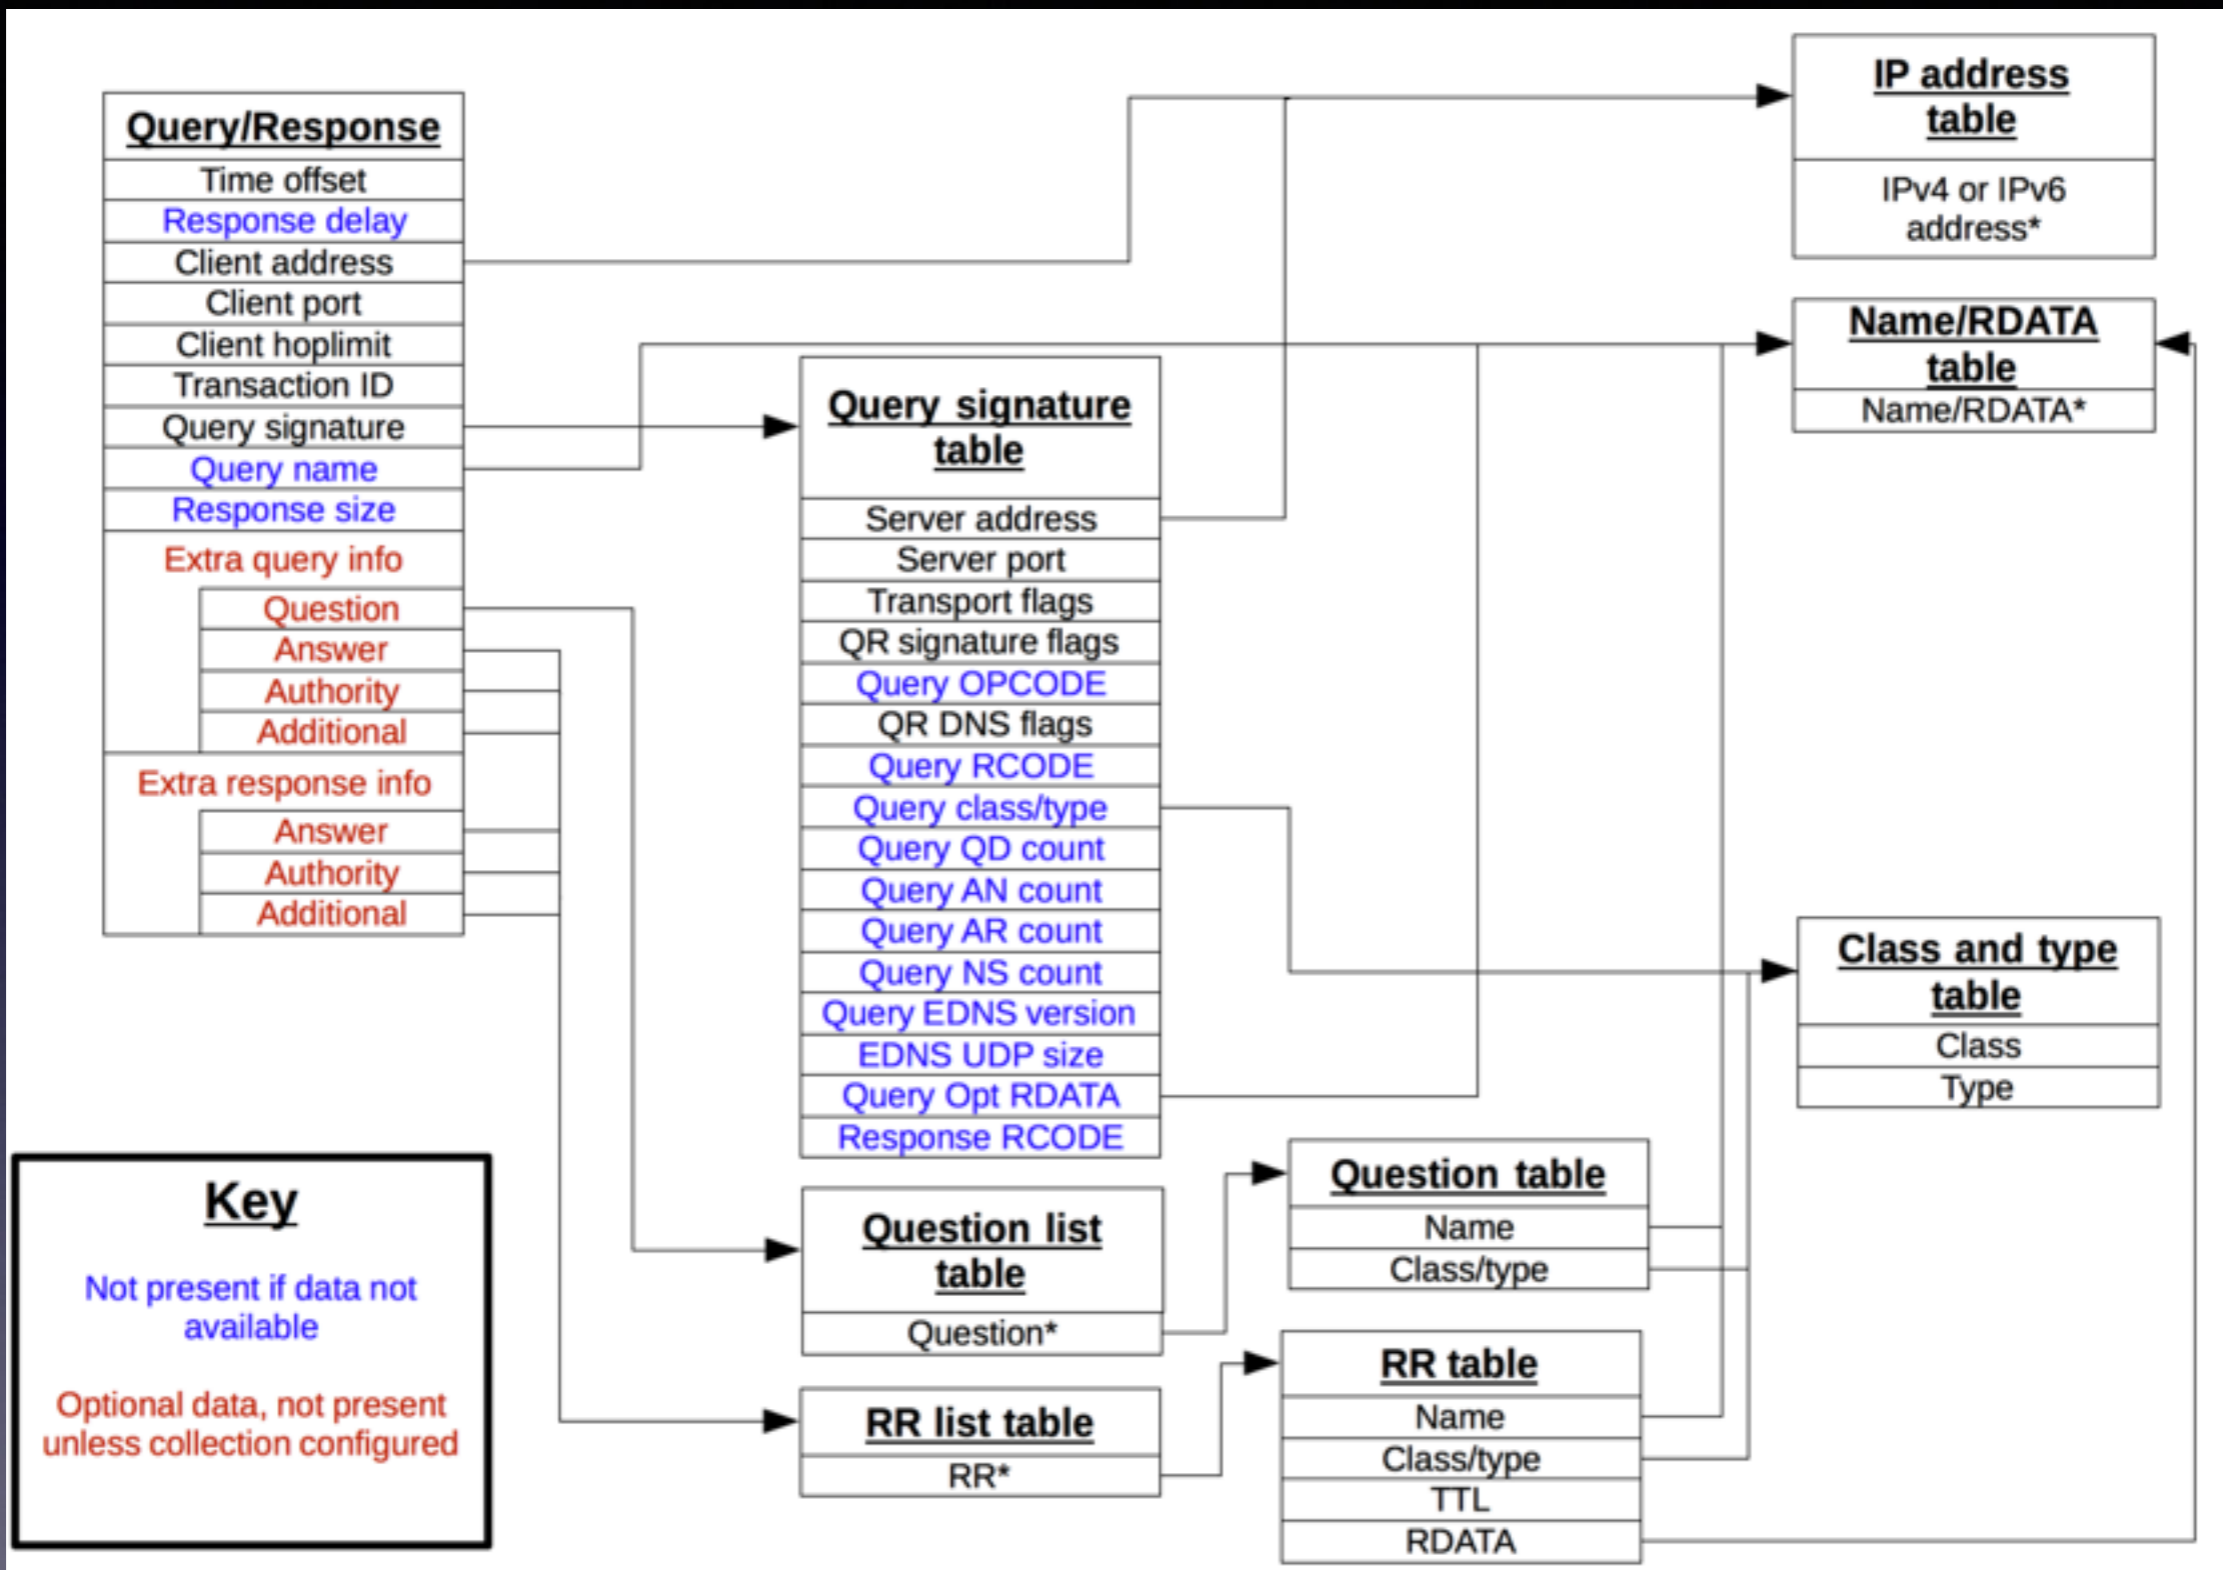 Query/Response
Time offset
Response delay
Client address
Client port
Client hoplimit
Transaction ID
Query signature
Query name
Response size
Extra query info
Question
Answer
Authority
Additional
Extra response info
Answer
Authority
Additional
Key
Not present if data not
available
Optional data, not present
unless collection configured
Query signature
table
Server address
Server port
Transport flags
QR signature flags
Query OPCODE
QR DNS flags
Query RCODE
Query class/type
Query QD count
Query AN count
Query AR count
Query NS count
Query EDNS version
EDNS UDP size
Query Opt RDATA
Response RCODE
Question list
table
Question*
RR list table
RR*
Question table
Name
Class/type
RR table
Name
Class/type
TTL
RDATA
IP address
table
IPv4 or IPv6
address*
Name/RDATA
table
Name/RDATA*
Class and type
table
Class
Type